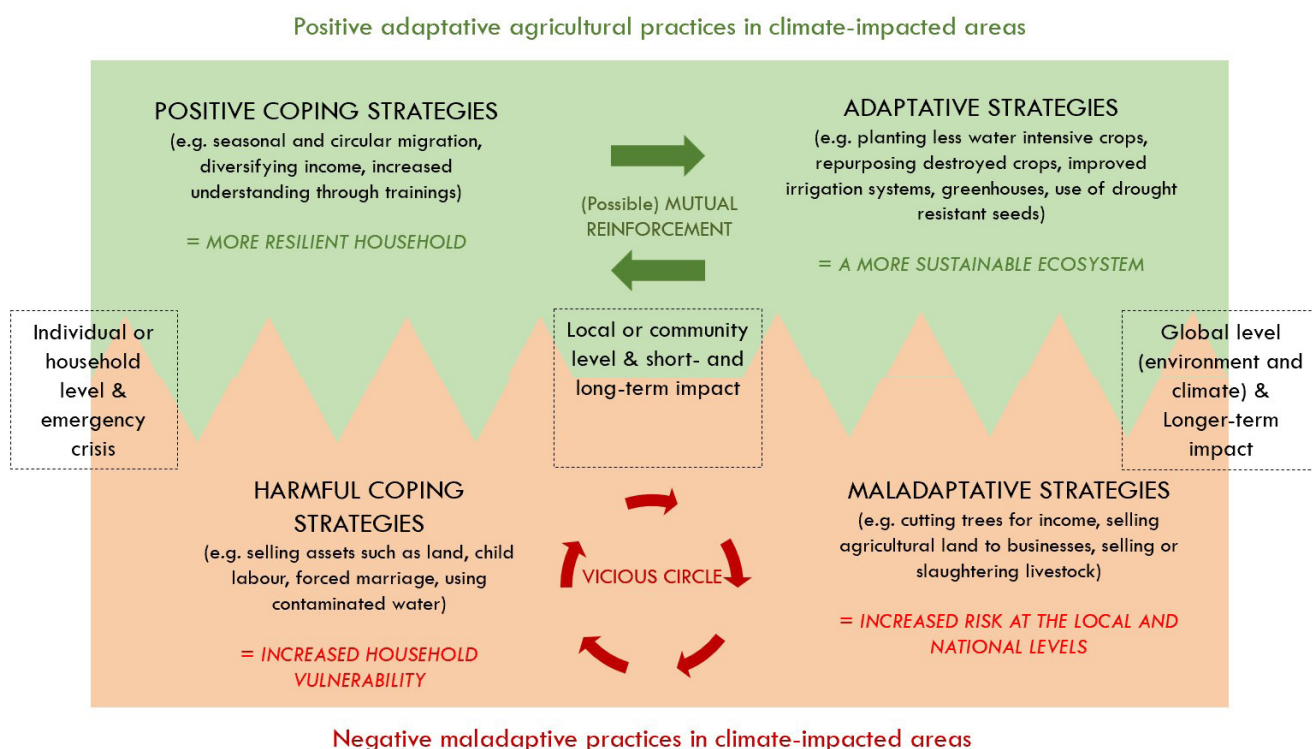 Positive adaptative agricultural practices in climate-impacted areas
POSITIVE COPING STRATEGIES
(e.g. seasonal and circular migration,
diversifying income, increased
understanding through trainings)
= MORE RESILIENT HOUSEHOLD
(Possible) MUTUAL
REINFORCEMENT
ADAPTATIVE STRATEGIES
(e.g. planting less water intensive crops,
repurposing destroyed crops, improved
irrigation systems, greenhouses, use of drought
resistant seeds)
= A MORE SUSTAINABLE ECOSYSTEM
Individual or
household
level &
emergency
crisis
Local or community
level & short- and
long-term impact
Global level
(environment and
climate) &
Longer-term
impact
HARMFUL COPING
STRATEGIES
(e.g. selling assets such as land, child
labour, forced marriage, using
contaminated water)
= INCREASED HOUSEHOLD
VULNERABILITY
VICIOUS CIRCLE
MALADAPTATIVE STRATEGIES
(e.g. cutting trees for income, selling
agricultural land to businesses, selling or
slaughtering livestock)
= INCREASED RISK AT THE LOCAL AND
NATIONAL LEVELS
Negative maladaptive practices in climate-impacted areas